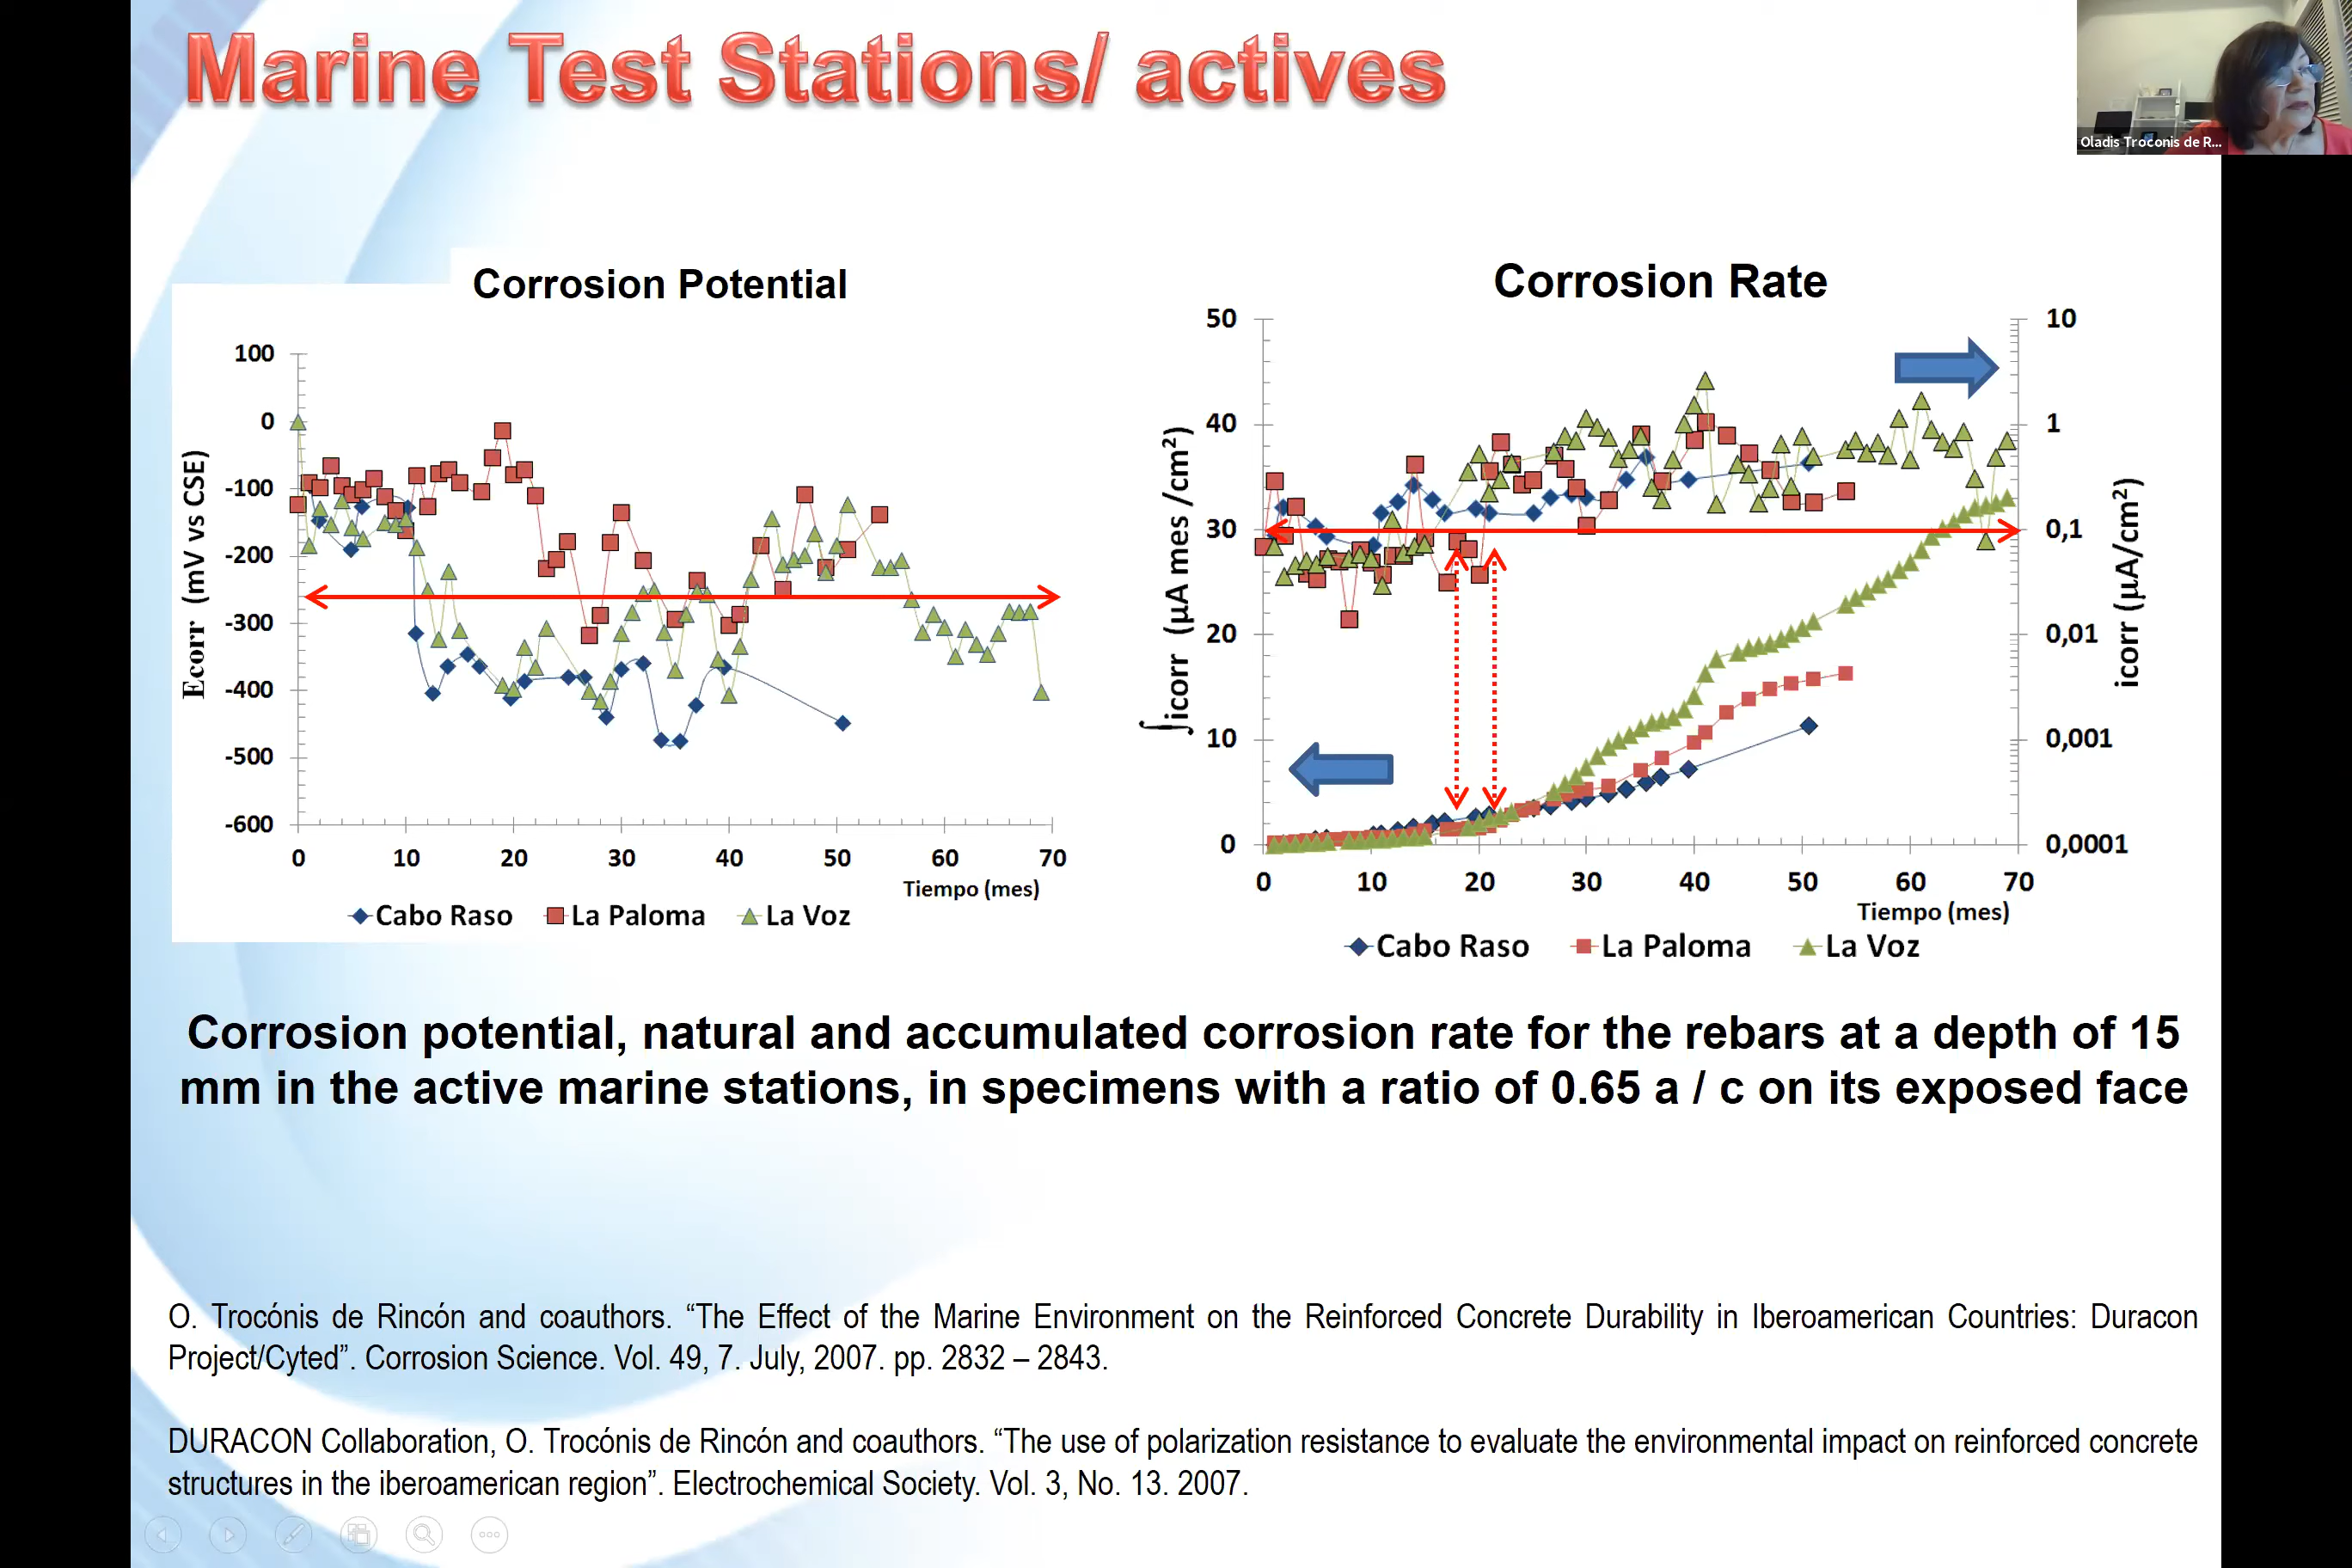 Marine Test Stations/ actives
Oladis Troconis de R...
Corrosion Potential
100
0
-100
-200
-300
-400
-500
-600
Ecorr (mV vs CSE)
0 10 20 30 40 50 60 70
Tiempo (mes)
Cabo Raso La Paloma La Voz
Corrosion Rate
50
40
30
20
10
0
∫icorr (µA mes /cm²)
10
1
0,1
0,01
0,001
0,0001
icorr (µA/cm²)
0 10 20 30 40 50 60 70
Tiempo (mes)
Cabo Raso La Paloma La Voz
Corrosion potential, natural and accumulated corrosion rate for the rebars at a depth of 15
mm in the active marine stations, in specimens with a ratio of 0.65 a / c on its exposed face
O. Trocónis de Rincón and coauthors. “The Effect of the Marine Environment on the Reinforced Concrete Durability in Iberoamerican Countries: Duracon
Project/Cyted”. Corrosion Science. Vol. 49, 7. July, 2007. pp. 2832 – 2843.
DURACON Collaboration, O. Trocónis de Rincón and coauthors. “The use of polarization resistance to evaluate the environmental impact on reinforced concrete
structures in the iberoamerican region”. Electrochemical Society. Vol. 3, No. 13. 2007.